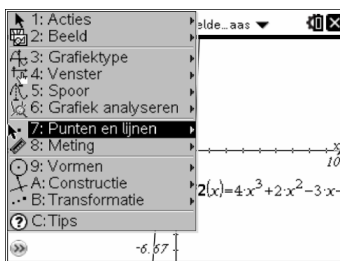 1: Acties
2: Beeld
elde…aas
3: Grafiektype
4: Venster
5: Spoor
6: Grafiek analyseren
7: Punten en lijnen
8: Meting
10
9: Vormen
A: Constructie
2(x)=4·x³+2·x²−3·x−
B: Transformatie
C: Tips
-6.67
1